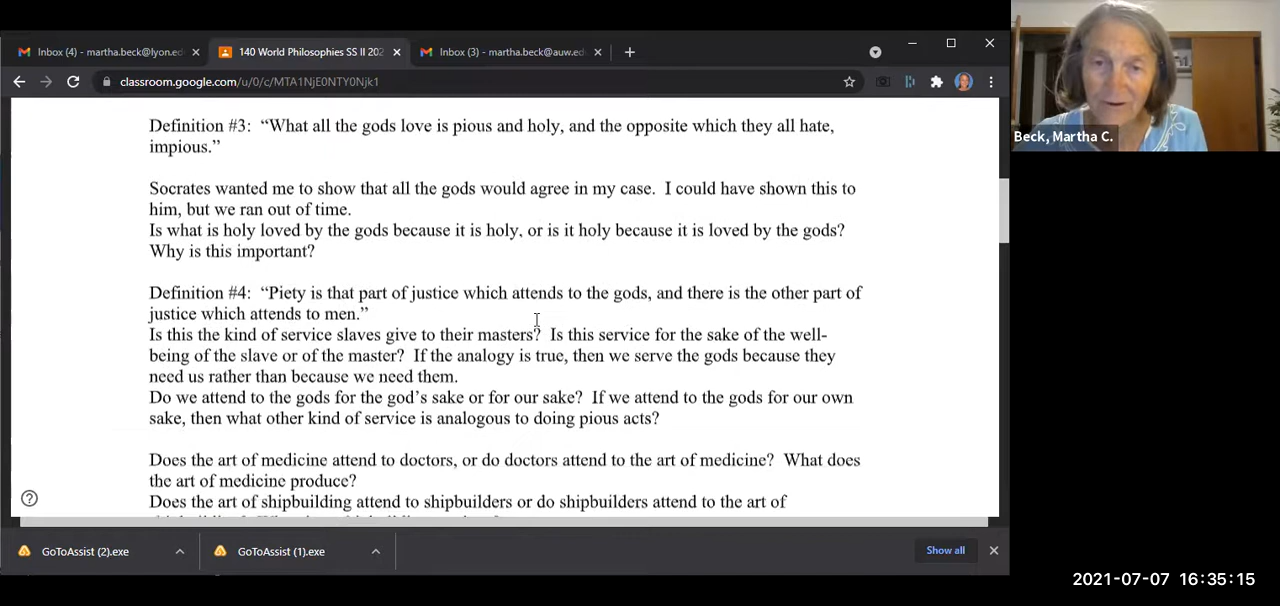 Inbox (4) - martha.beck@lyon.ed
140 World Philosophies SS II 202
Inbox (3) - martha.beck@auw.ed
classroom.google.com/u/0/c/MTA1NjE0NTY0Njk1
Beck, Martha C.
Definition #3: “What all the gods love is pious and holy, and the opposite which they all hate,
impious.”
Socrates wanted me to show that all the gods would agree in my case. I could have shown this to
him, but we ran out of time.
Is what is holy loved by the gods because it is holy, or is it holy because it is loved by the gods?
Why is this important?
Definition #4: “Piety is that part of justice which attends to the gods, and there is the other part of
justice which attends to men.”
Is this the kind of service slaves give to their masters? Is this service for the sake of the well-
being of the slave or of the master? If the analogy is true, then we serve the gods because they
need us rather than because we need them.
Do we attend to the gods for the god’s sake or for our sake? If we attend to the gods for our own
sake, then what other kind of service is analogous to doing pious acts?
Does the art of medicine attend to doctors, or do doctors attend to the art of medicine? What does
the art of medicine produce?
Does the art of shipbuilding attend to shipbuilders or do shipbuilders attend to the art of
GoToAssist (2).exe
GoToAssist (1).exe
Show all
2021-07-07 16:35:15